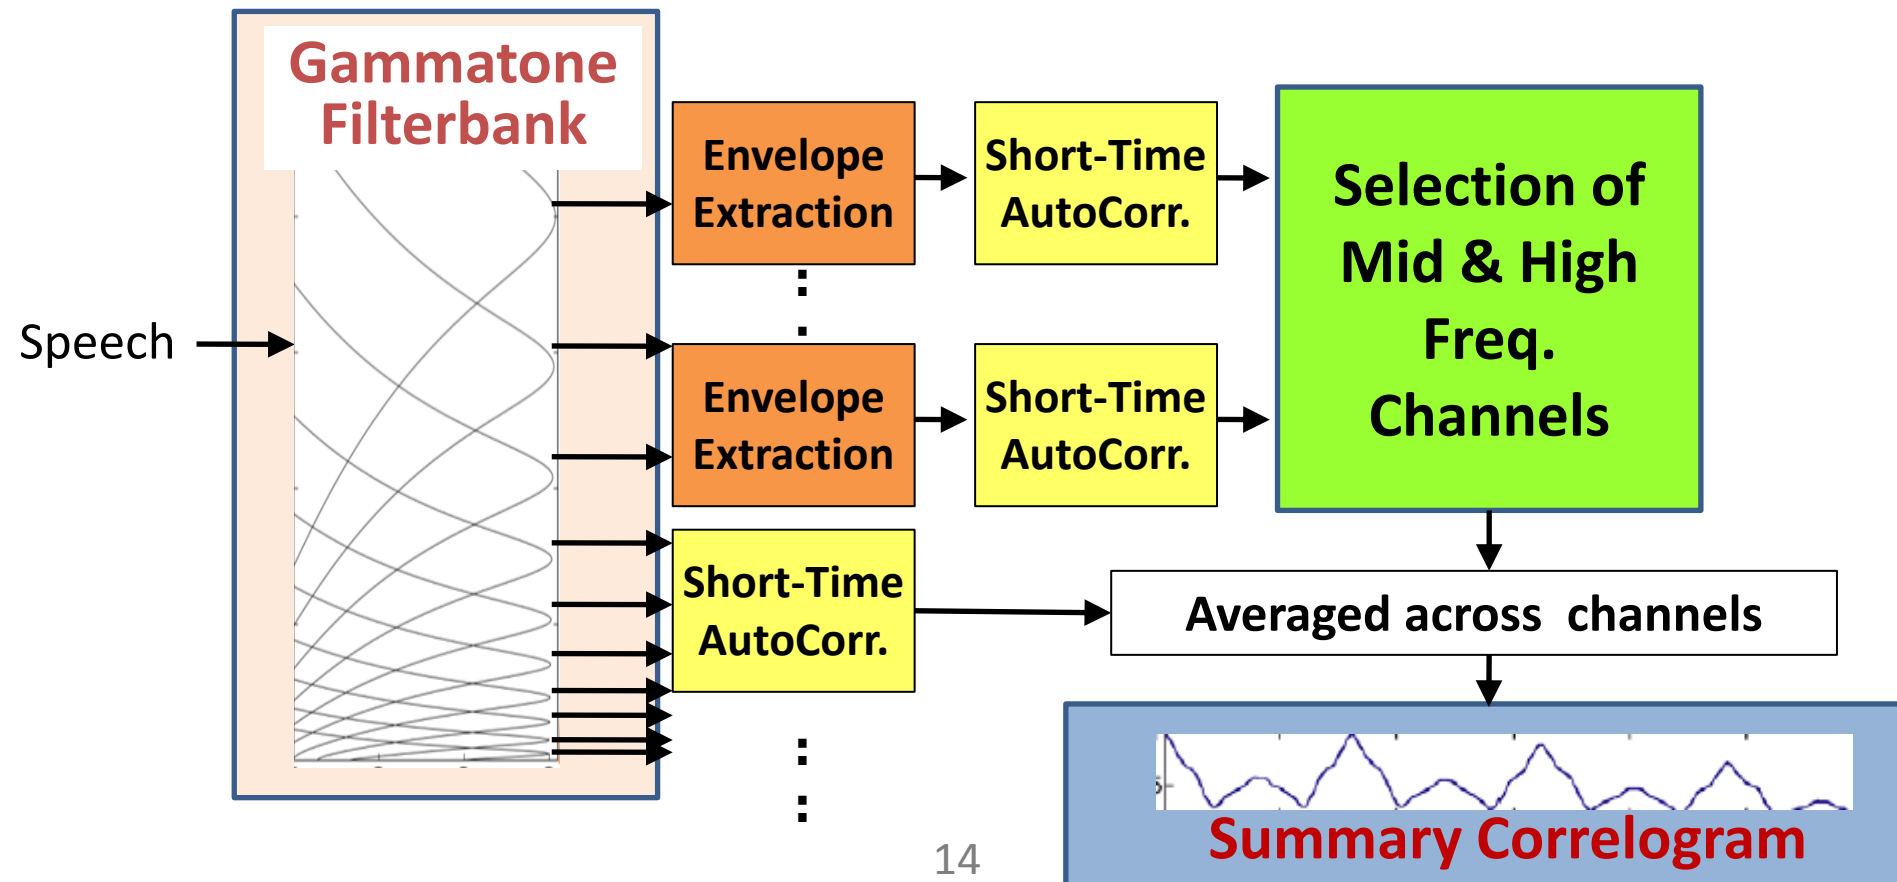 Gammatone
Filterbank
Speech
Envelope
Extraction
Short-Time
AutoCorr.
:
.
Envelope
Extraction
Short-Time
AutoCorr.
Selection of
Mid & High
Freq.
Channels
Short-Time
AutoCorr.
:
:
Averaged across channels
Summary Correlogram
14